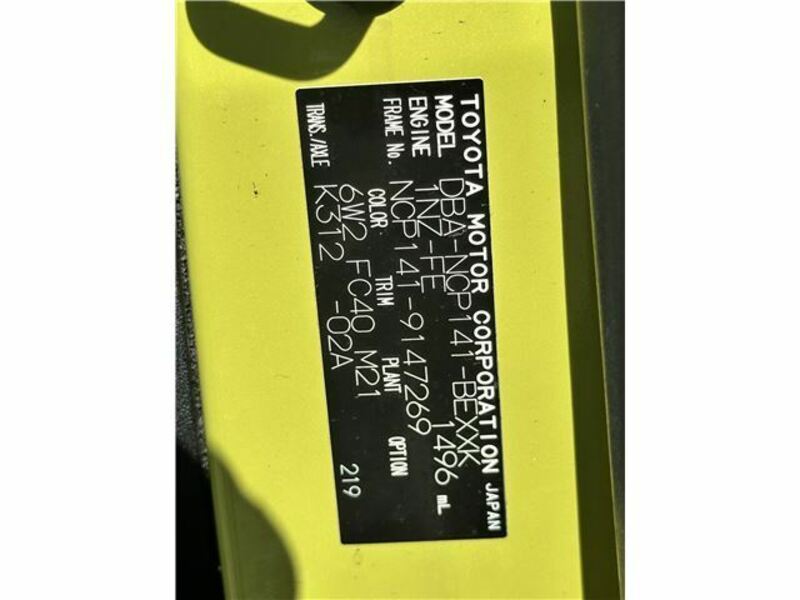 TOYOTA MOTOR CORPORATION JAPAN
MODEL DBA-NCP141-BEXXK
ENGINE 1NZ-FE 1496 mL
FRAME No. NCP141-9147269
COLOR TRIM PLANT OPTION
6W2 FC40 M21
TRANS./AXLE K312 -02A 219